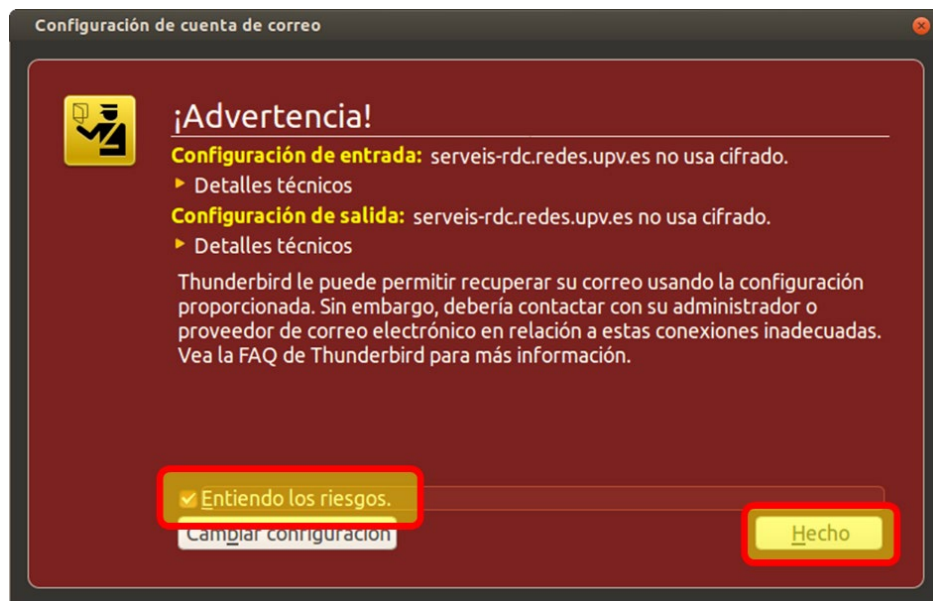 Configuración de cuenta de correo
¡Advertencia!
Configuración de entrada: serveis-rdc.redes.upv.es no usa cifrado.
Detalles técnicos
Configuración de salida: serveis-rdc.redes.upv.es no usa cifrado.
Detalles técnicos
Thunderbird le puede permitir recuperar su correo usando la configuración
proporcionada. Sin embargo, debería contactar con su administrador o
proveedor de correo electrónico en relación a estas conexiones inadecuadas.
Vea la FAQ de Thunderbird para más información.
Entiendo los riesgos.
Cambiar configuración
Hecho